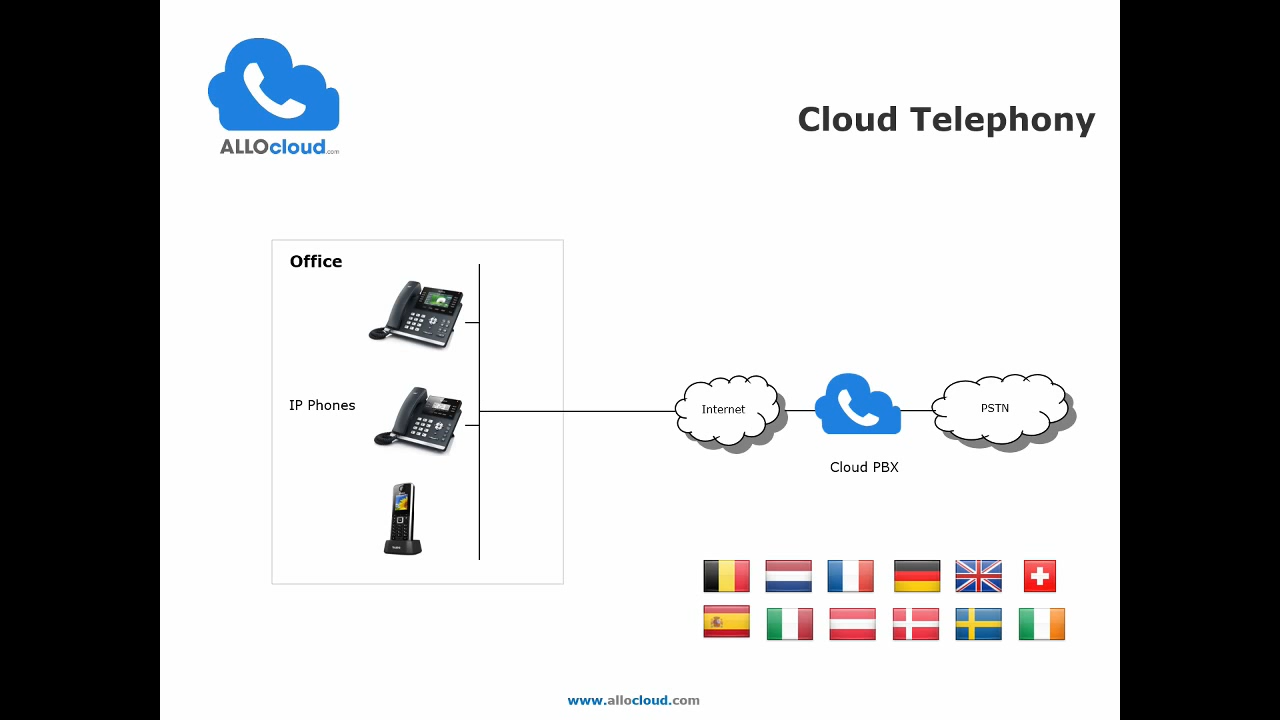 ALLOcloud.com
Cloud Telephony
Office
IP Phones
Internet
PSTN
Cloud PBX
www.allocloud.com